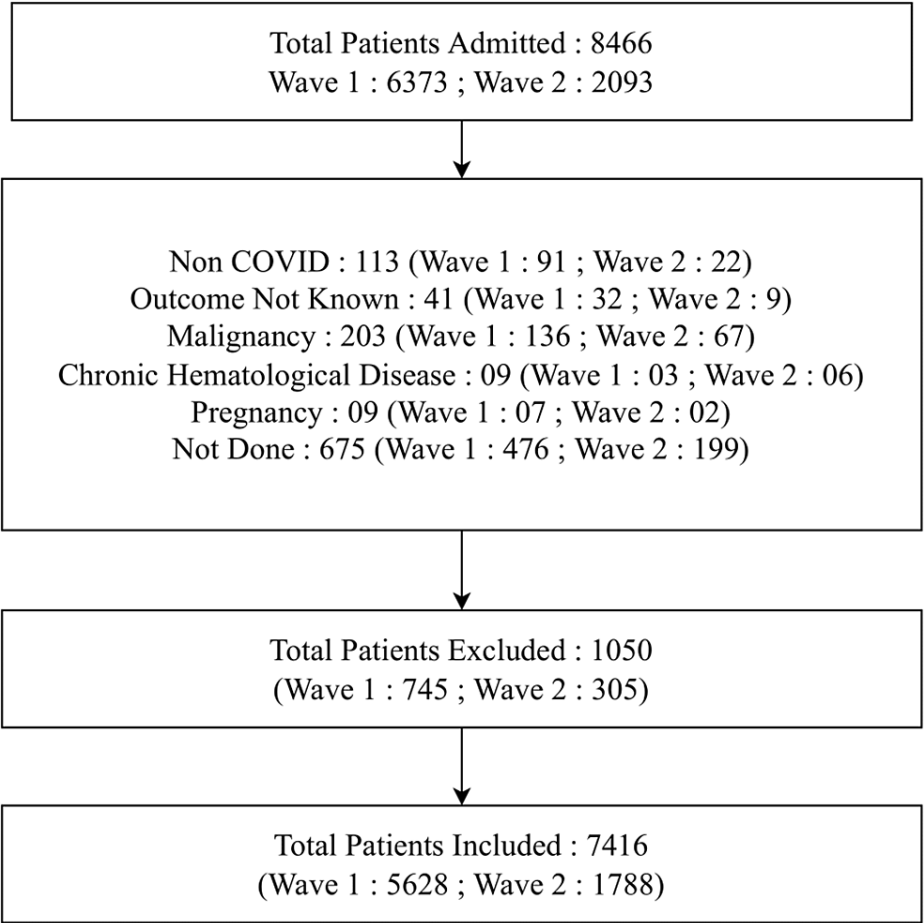 Total Patients Admitted : 8466
Wave 1 : 6373 ; Wave 2 : 2093
Non COVID : 113 (Wave 1 : 91 ; Wave 2 : 22)
Outcome Not Known : 41 (Wave 1 : 32 ; Wave 2 : 9)
Malignancy : 203 (Wave 1 : 136 ; Wave 2 : 67)
Chronic Hematological Disease : 09 (Wave 1 : 03 ; Wave 2 : 06)
Pregnancy : 09 (Wave 1 : 07 ; Wave 2 : 02)
Not Done : 675 (Wave 1 : 476 ; Wave 2 : 199)
Total Patients Excluded : 1050
(Wave 1 : 745 ; Wave 2 : 305)
Total Patients Included : 7416
(Wave 1 : 5628 ; Wave 2 : 1788)